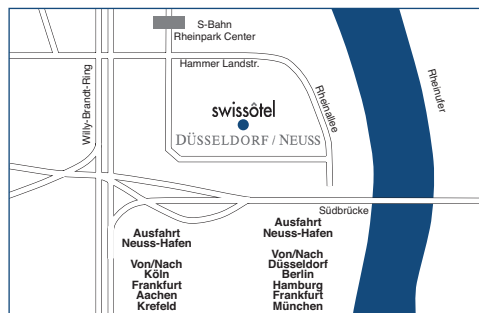 S-Bahn
Rheinpark Center
Hammer Landstr.
Willy-Brandt-Ring
swissôtel
DÜSSELDORF / NEUSS
Rheinallee
Rheinufer
Südbrücke
Ausfahrt
Neuss-Hafen
Von/Nach
Köln
Frankfurt
Aachen
Krefeld
Ausfahrt
Neuss-Hafen
Von/Nach
Düsseldorf
Berlin
Hamburg
Frankfurt
München